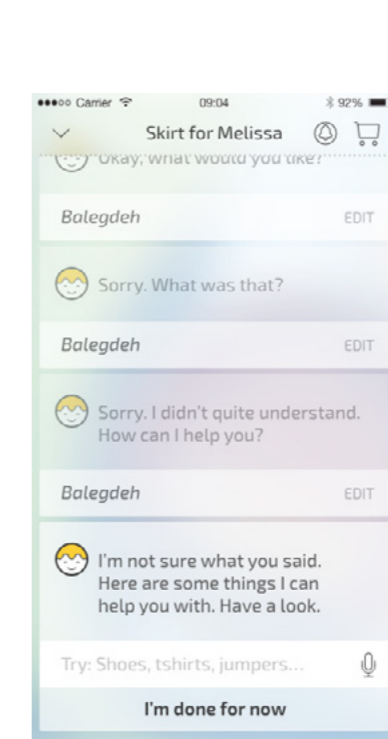 ●●●○○ Carrier 09:04 92%
Skirt for Melissa
Okay, what would you like?
Balegdeh EDIT
Sorry. What was that?
Balegdeh EDIT
Sorry. I didn't quite understand.
How can I help you?
Balegdeh EDIT
I'm not sure what you said.
Here are some things I can
help you with. Have a look.
Try: Shoes, tshirts, jumpers...
I'm done for now